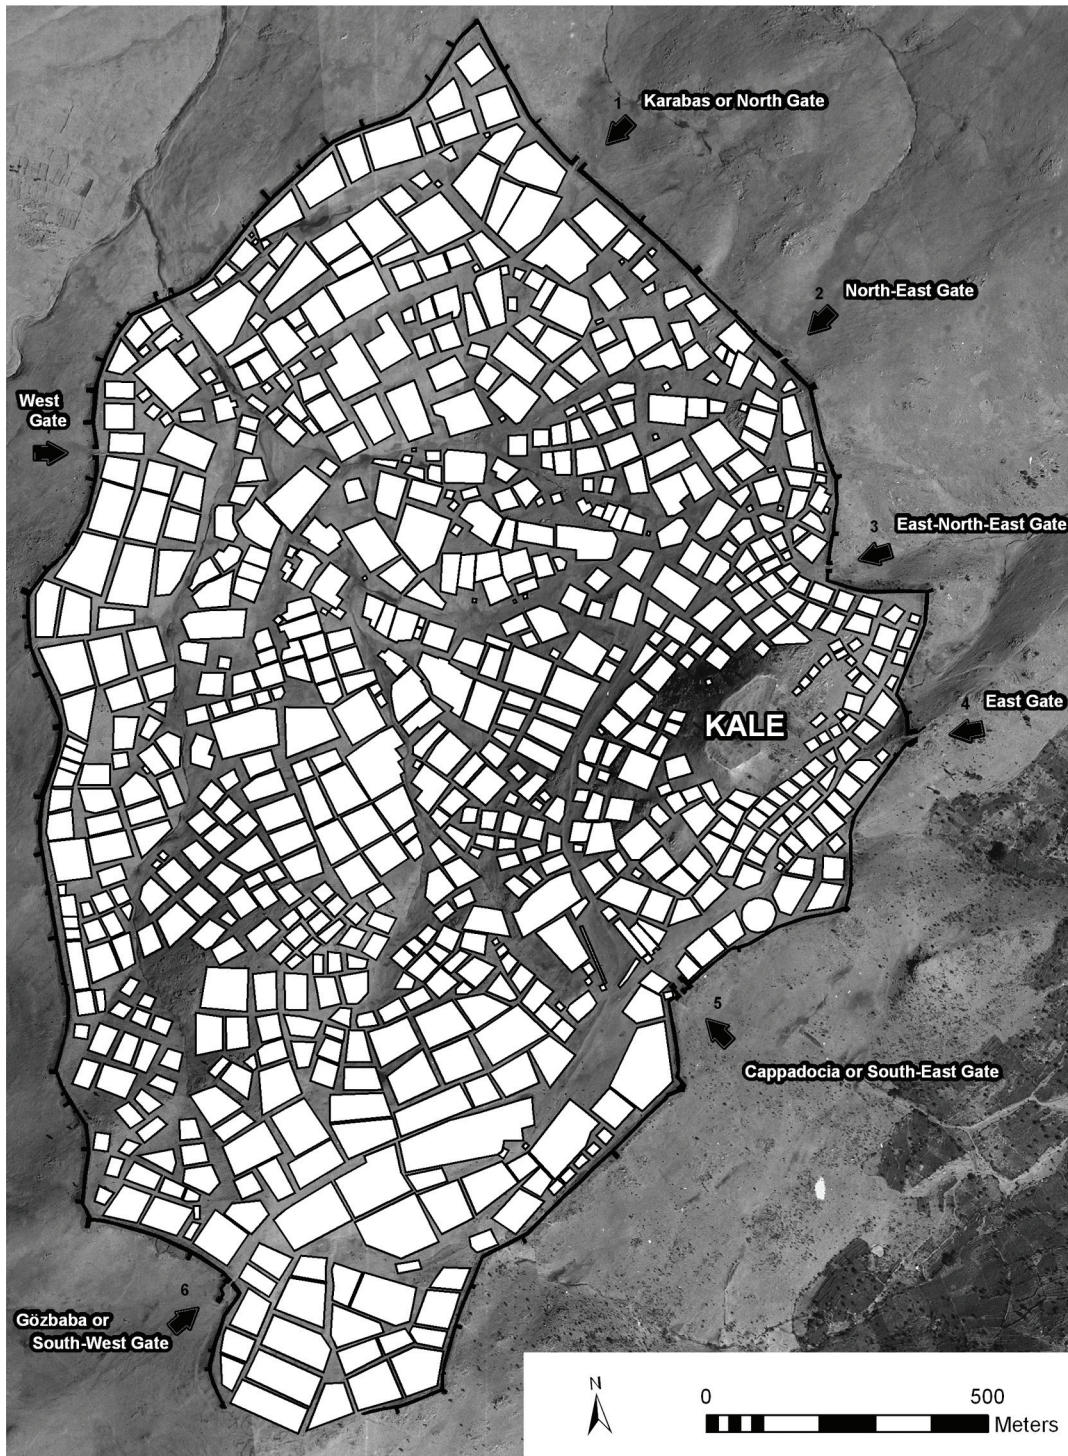 1
Karabas or North Gate
2
North-East Gate
West
Gate
3
East-North-East Gate
4
East Gate
KALE
5
Cappadocia or South-East Gate
6
Gözbaba or
South-West Gate
N
0 500
Meters